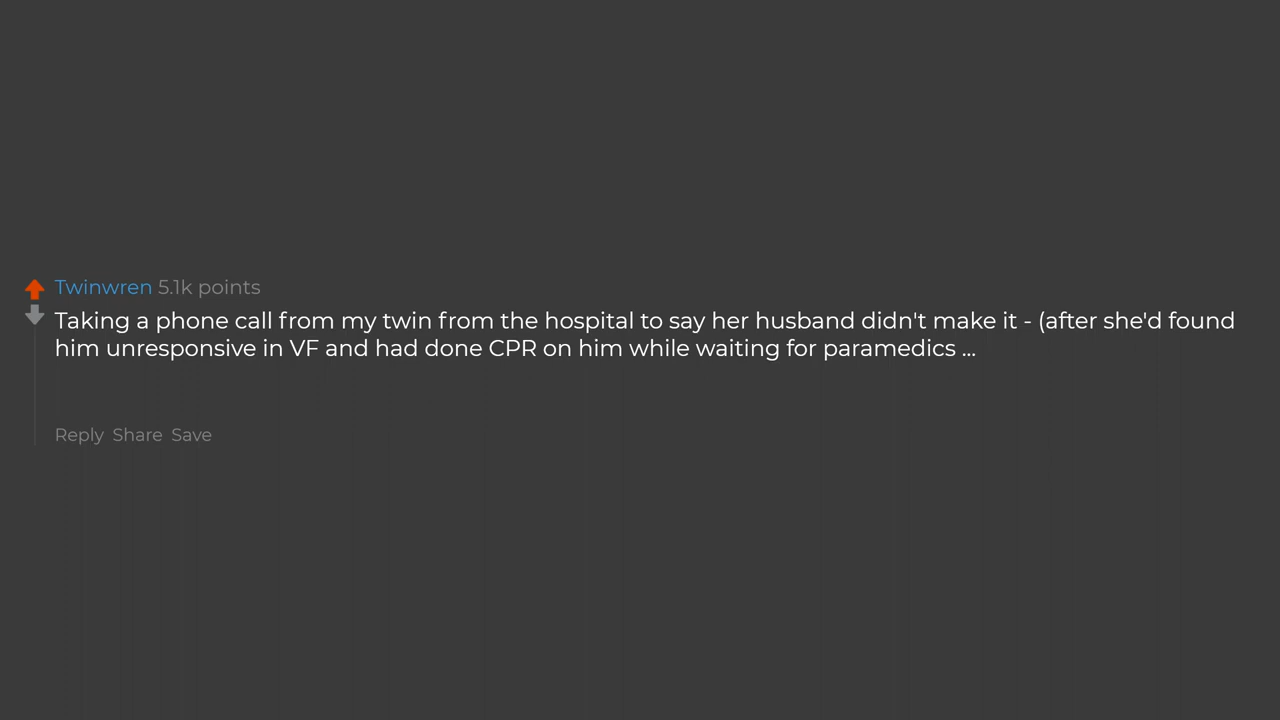 Twinwren 5.1k points
Taking a phone call from my twin from the hospital to say her husband didn't make it - (after she'd found
him unresponsive in VF and had done CPR on him while waiting for paramedics ...
Reply Share Save